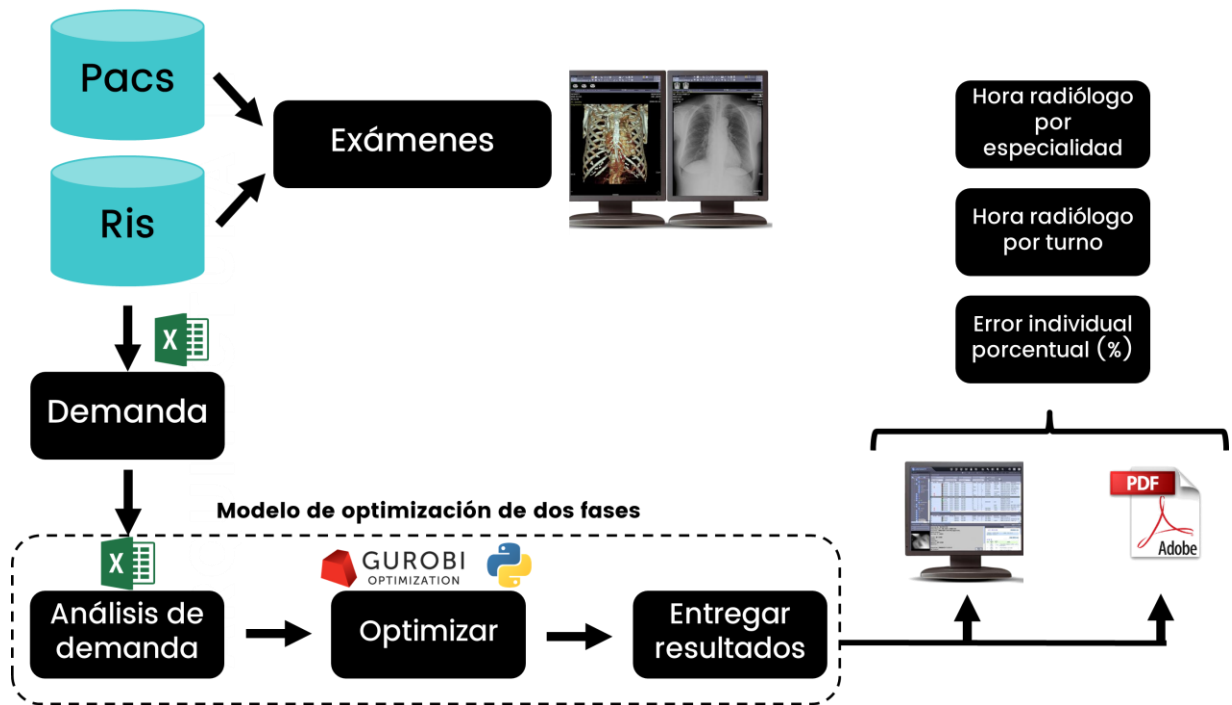 Pacs
Ris
Exámenes
Hora radiólogo
por
especialidad
Hora radiólogo
por turno
Error individual
porcentual (%)
X
Demanda
Modelo de optimización de dos fases
X
GUROBI
OPTIMIZATION
Análisis de
demanda
Optimizar
Entregar
resultados
PDF
Adobe